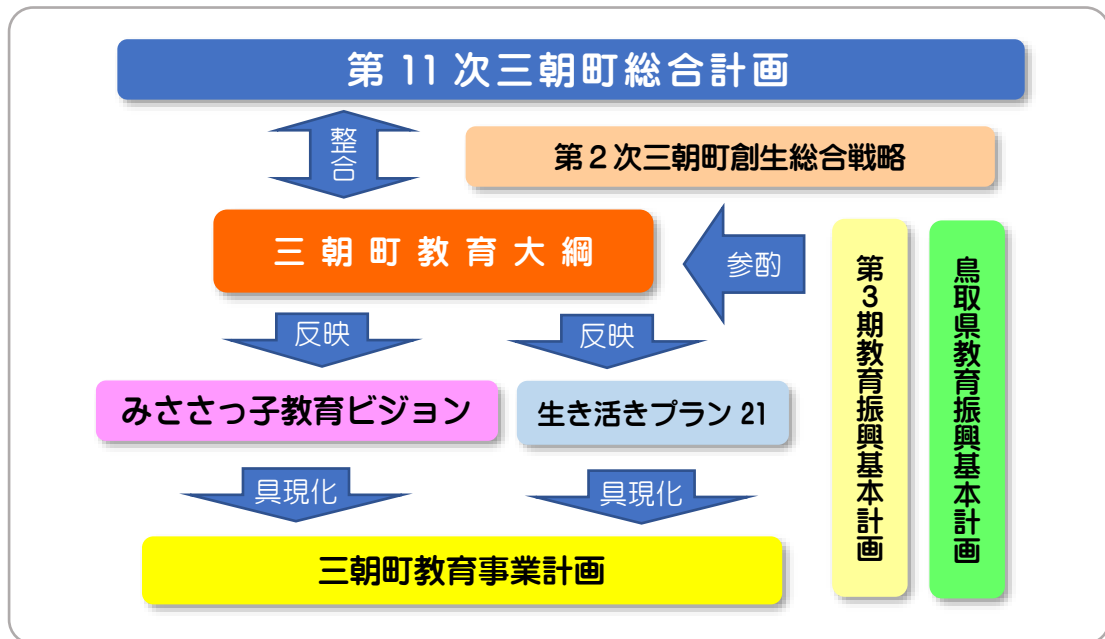 第 11 次三朝町総合計画
整合
第２次三朝町創生総合戦略
三朝町教育大綱
参酌
第３期教育振興基本計画
鳥取県教育振興基本計画
反映
反映
みささっ子教育ビジョン
生き活きプラン 21
具現化
具現化
三朝町教育事業計画